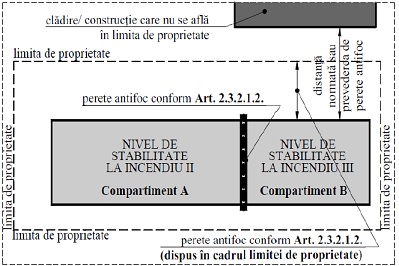 clădire/ construcție care nu se află
în limita de proprietate
limita de proprietate
distanță
normată sau
prevederea de
perete antifoc
perete antifoc conform Art. 2.3.2.1.2.
limita de proprietate
NIVEL DE
STABILITATE
LA INCENDIU II
Compartiment A
NIVEL DE
STABILITATE
LA INCENDIU III
Compartiment B
limita de proprietate
limita de proprietate
perete antifoc conform Art. 2.3.2.1.2.
(dispus în cadrul limitei de proprietate)